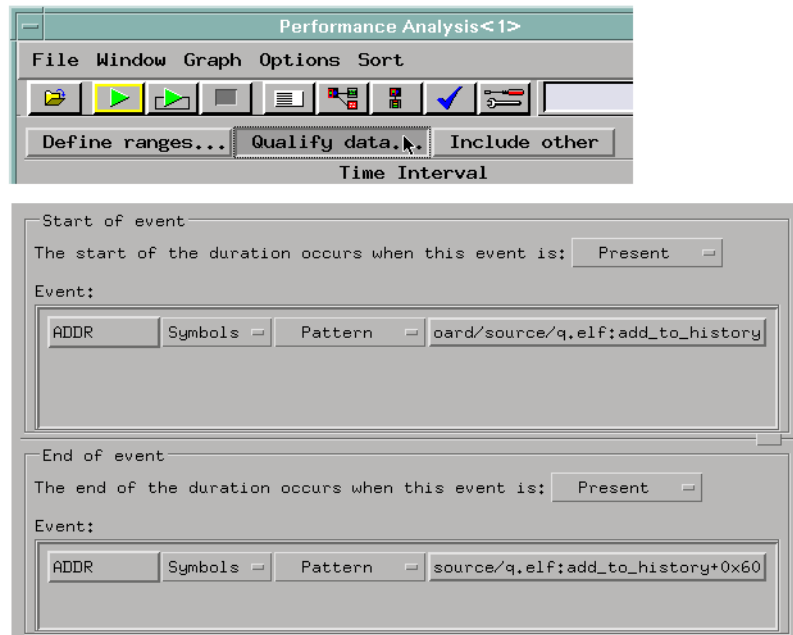 Performance Analysis<1>
File Window Graph Options Sort
Define ranges... Qualify data... Include other
Time Interval
Start of event
The start of the duration occurs when this event is: Present
Event:
ADDR Symbols Pattern oard/source/q.elf:add_to_history
End of event
The end of the duration occurs when this event is: Present
Event:
ADDR Symbols Pattern source/q.elf:add_to_history+0x60